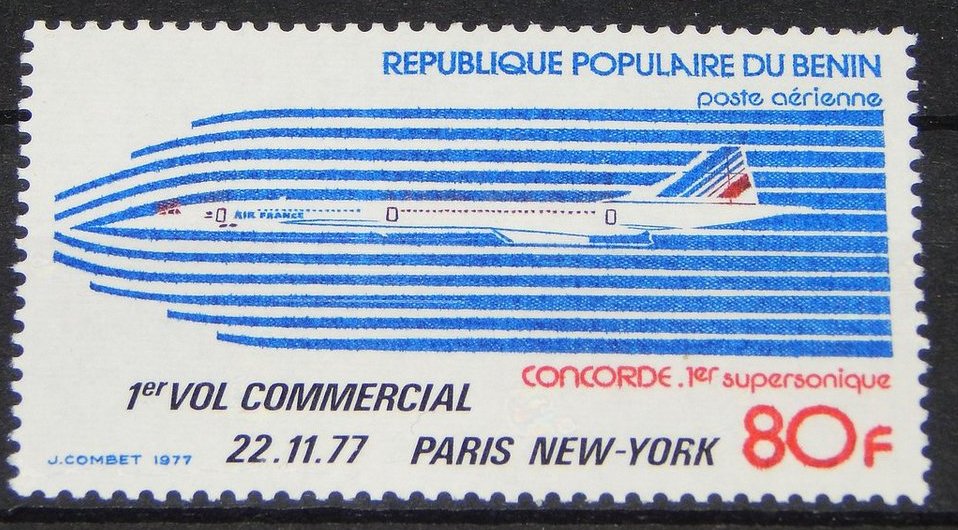 REPUBLIQUE POPULAIRE DU BENIN
poste aérienne
AIR FRANCE
CONCORDE.1er supersonique
1er VOL COMMERCIAL
22.11.77 PARIS NEW-YORK
80F
J.COMBET 1977